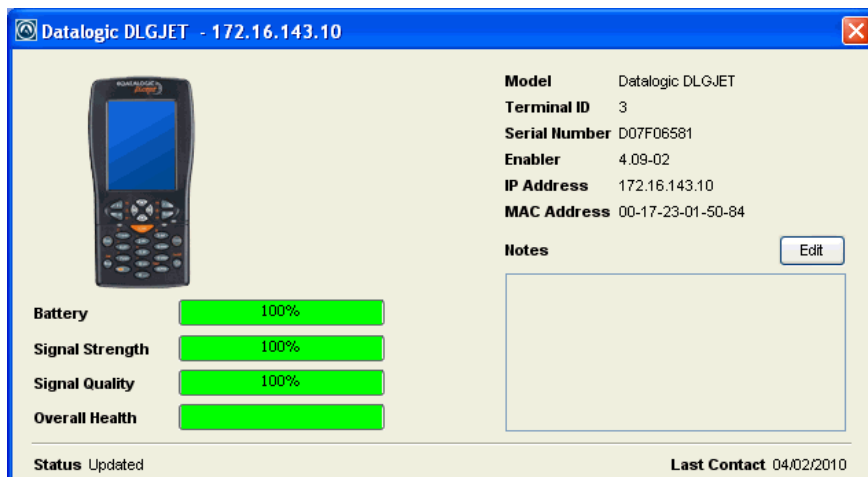 Datalogic DLGJET - 172.16.143.10
DATALOGIC
Model Datalogic DLGJET
Terminal ID 3
Serial Number D07F06581
Enabler 4.09-02
IP Address 172.16.143.10
MAC Address 00-17-23-01-50-84
Notes Edit
Battery 100%
Signal Strength 100%
Signal Quality 100%
Overall Health
Status Updated
Last Contact 04/02/2010